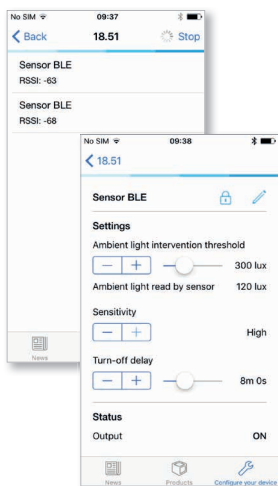 No SIM 09:37
Back 18.51 Stop
Sensor BLE
RSSI: -63
Sensor BLE
RSSI: -68
News
No SIM 09:38
18.51
Sensor BLE
Settings
Ambient light intervention threshold
− + 300 lux
Ambient light read by sensor 120 lux
Sensitivity
− + High
Turn-off delay
− + 8m 0s
Status
Output ON
News Products Configure your device